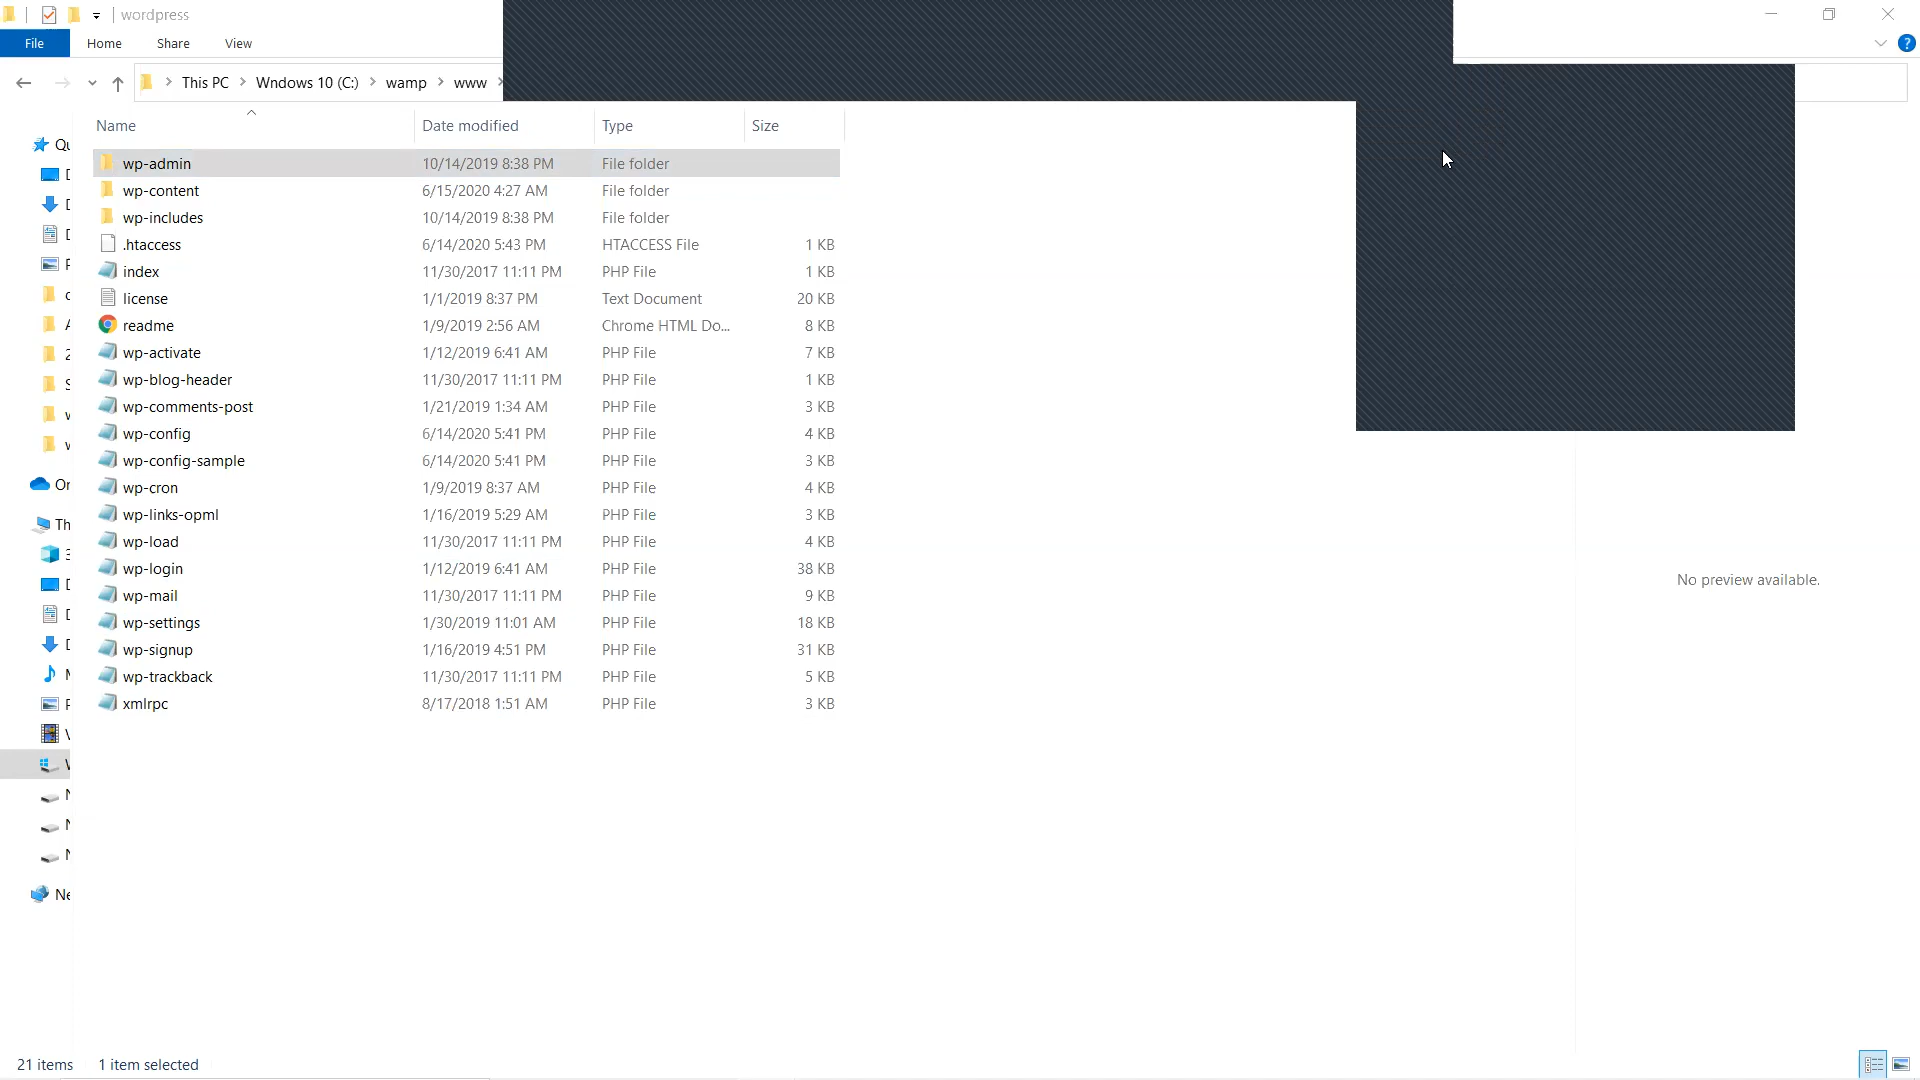 wordpress
File Home Share View
This PC > Wndows 10 (C:) > wamp > www >
Name Date modified Type Size
wp-admin 10/14/2019 8:38 PM File folder
wp-content 6/15/2020 4:27 AM File folder
wp-includes 10/14/2019 8:38 PM File folder
.htaccess 6/14/2020 5:43 PM HTACCESS File 1 KB
index 11/30/2017 11:11 PM PHP File 1 KB
license 1/1/2019 8:37 PM Text Document 20 KB
readme 1/9/2019 2:56 AM Chrome HTML Do... 8 KB
wp-activate 1/12/2019 6:41 AM PHP File 7 KB
wp-blog-header 11/30/2017 11:11 PM PHP File 1 KB
wp-comments-post 1/21/2019 1:34 AM PHP File 3 KB
wp-config 6/14/2020 5:41 PM PHP File 4 KB
wp-config-sample 6/14/2020 5:41 PM PHP File 3 KB
wp-cron 1/9/2019 8:37 AM PHP File 4 KB
wp-links-opml 1/16/2019 5:29 AM PHP File 3 KB
wp-load 11/30/2017 11:11 PM PHP File 4 KB
wp-login 1/12/2019 6:41 AM PHP File 38 KB
wp-mail 11/30/2017 11:11 PM PHP File 9 KB
wp-settings 1/30/2019 11:01 AM PHP File 18 KB
wp-signup 1/16/2019 4:51 PM PHP File 31 KB
wp-trackback 11/30/2017 11:11 PM PHP File 5 KB
xmlrpc 8/17/2018 1:51 AM PHP File 3 KB
No preview available.
21 items 1 item selected